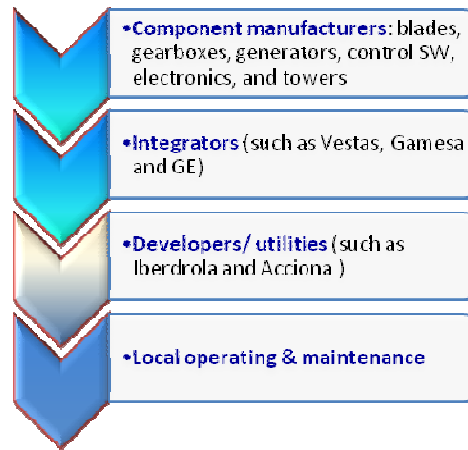 •Component manufacturers: blades,
gearboxes, generators, control SW,
electronics, and towers
•Integrators (such as Vestas, Gamesa
and GE)
•Developers/ utilities (such as
Iberdrola and Acciona )
•Local operating & maintenance